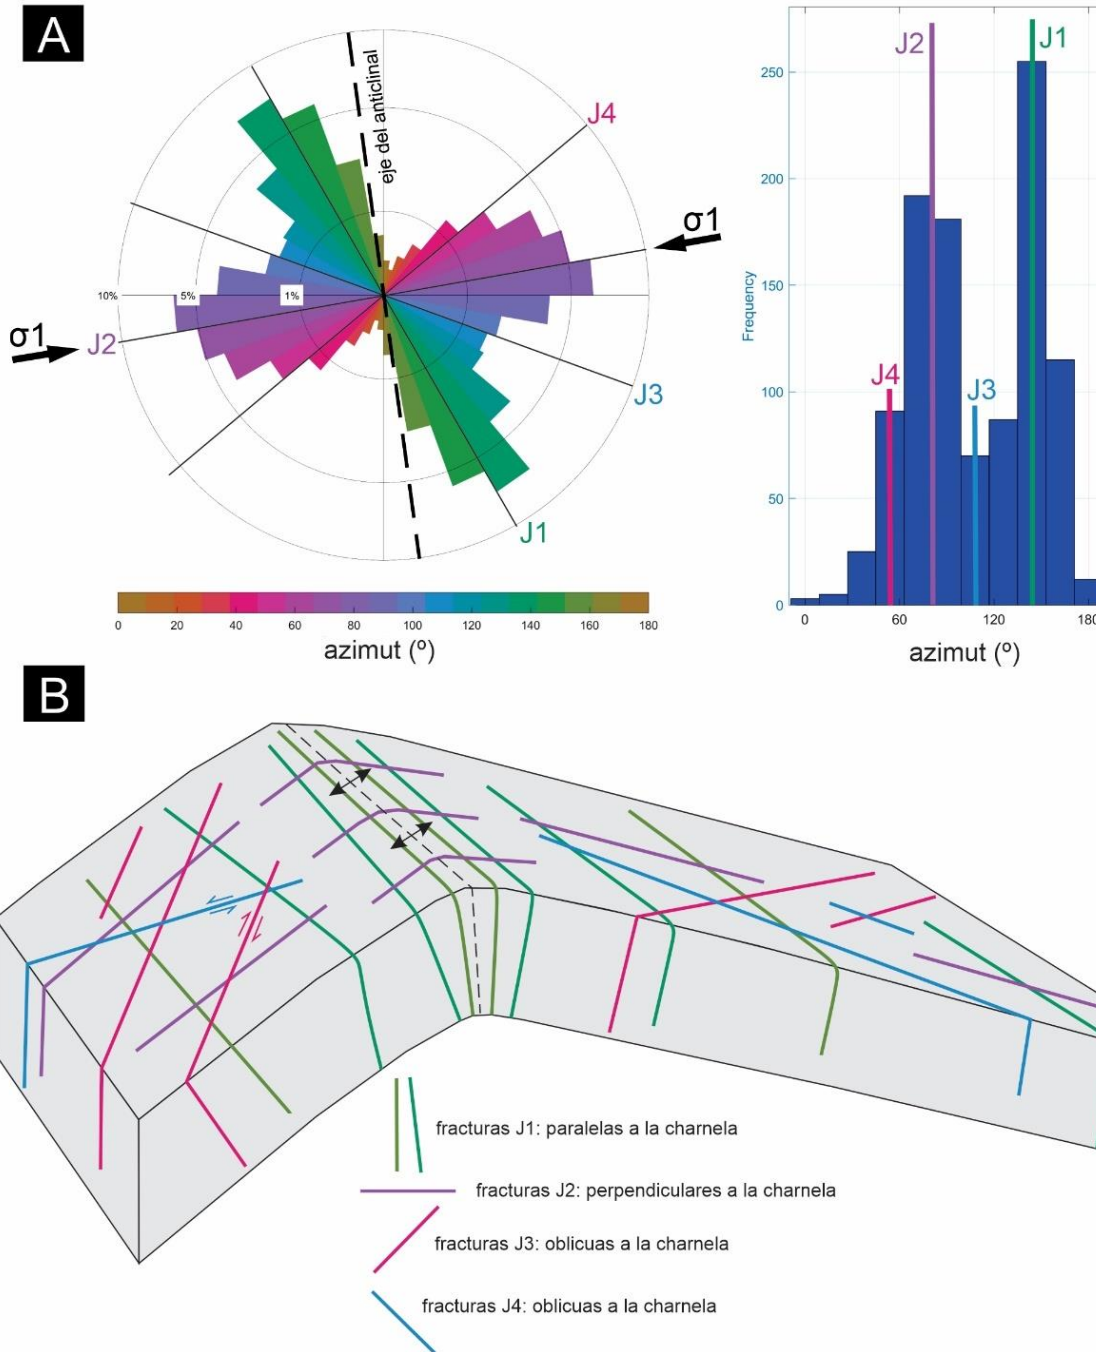 A
eje del anticlinal
J4
σ1
10%
5%
1%
σ1
J2
J3
J1
0 20 40 60 80 100 120 140 160 180
azimut (º)
J2
J1
250
200
150
100
50
0
Frequency
J4
J3
0 60 120 180
azimut (º)
B
fracturas J1: paralelas a la charnela
fracturas J2: perpendiculares a la charnela
fracturas J3: oblicuas a la charnela
fracturas J4: oblicuas a la charnela